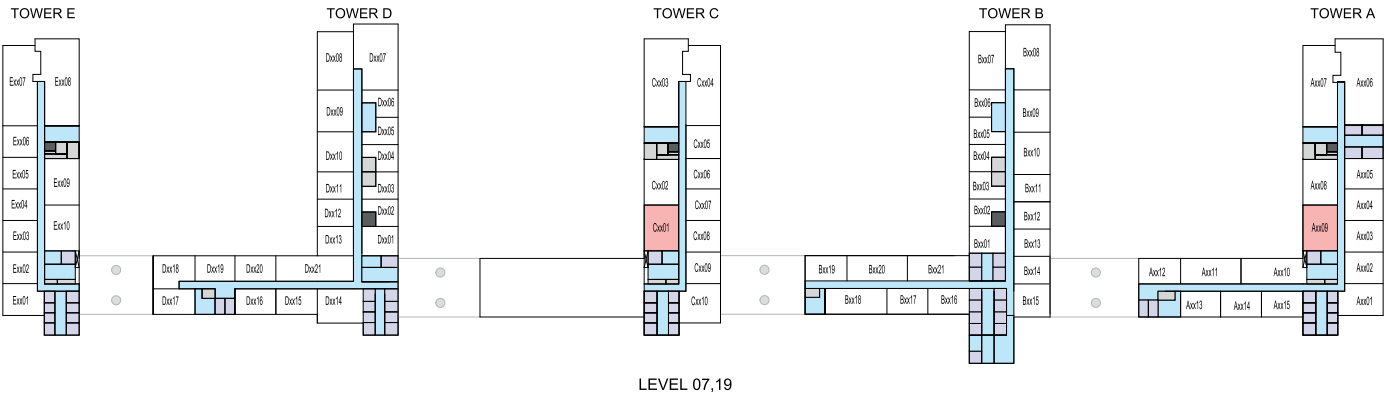 TOWER E
TOWER D
TOWER C
TOWER B
TOWER A
Exx07
Exx08
Exx06
Exx05
Exx09
Exx04
Exx03
Exx10
Exx02
Exx01
Dxx08
Dxx07
Dxx09
Dxx06
Dxx05
Dxx10
Dxx04
Dxx11
Dxx03
Dxx12
Dxx02
Dxx13
Dxx01
Dxx18
Dxx19
Dxx20
Dxx21
Dxx17
Dxx16
Dxx15
Dxx14
Cxx03
Cxx04
Cxx05
Cxx02
Cxx06
Cxx07
Cxx01
Cxx08
Cxx09
Cxx10
Bxx07
Bxx08
Bxx06
Bxx09
Bxx05
Bxx04
Bxx10
Bxx03
Bxx11
Bxx02
Bxx12
Bxx01
Bxx13
Bxx19
Bxx20
Bxx21
Bxx14
Bxx18
Bxx17
Bxx16
Bxx15
Axx07
Axx06
Axx08
Axx05
Axx04
Axx09
Axx03
Axx12
Axx11
Axx10
Axx02
Axx13
Axx14
Axx15
Axx01
LEVEL 07,19